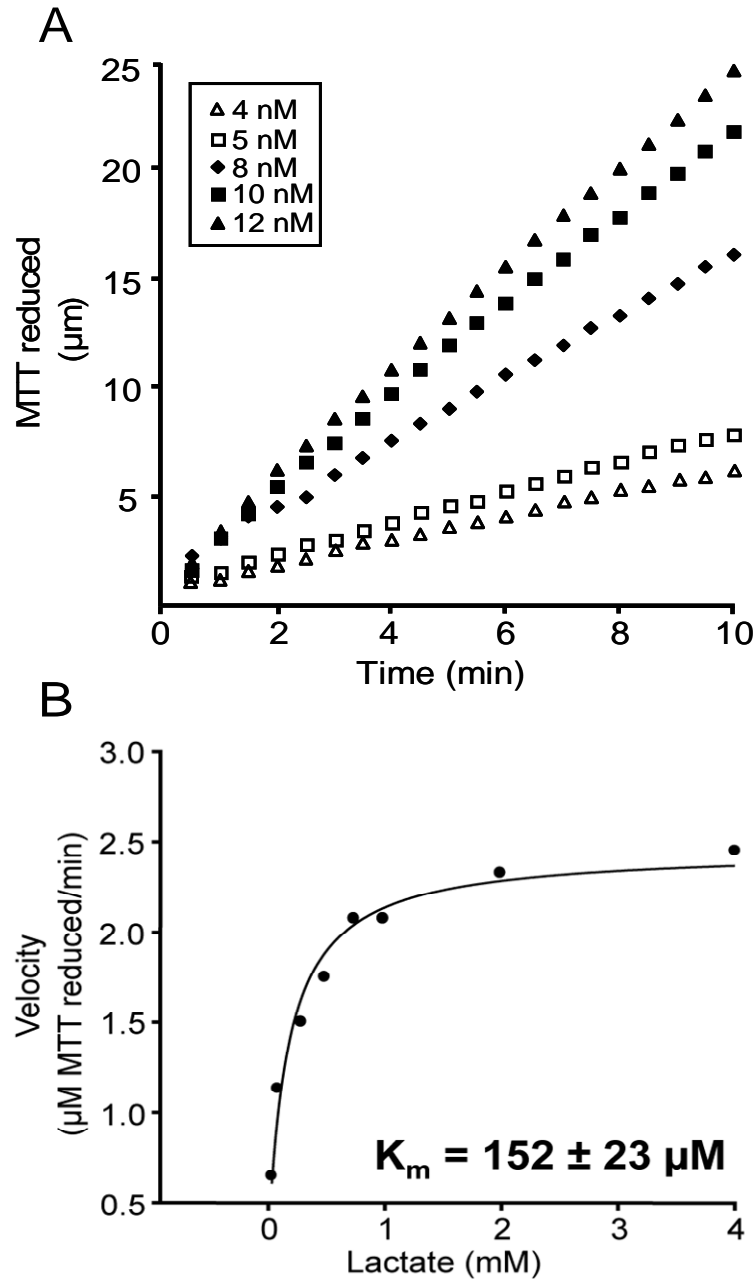 A
25
20
15
10
5
MTT reduced
(µm)
4 nM
5 nM
8 nM
10 nM
12 nM
0 2 4 6 8 10
Time (min)
B
3.0
2.5
2.0
1.5
1.0
0.5
Velocity
(µM MTT reduced/min)
Km = 152 ± 23 µM
0 1 2 3 4
Lactate (mM)